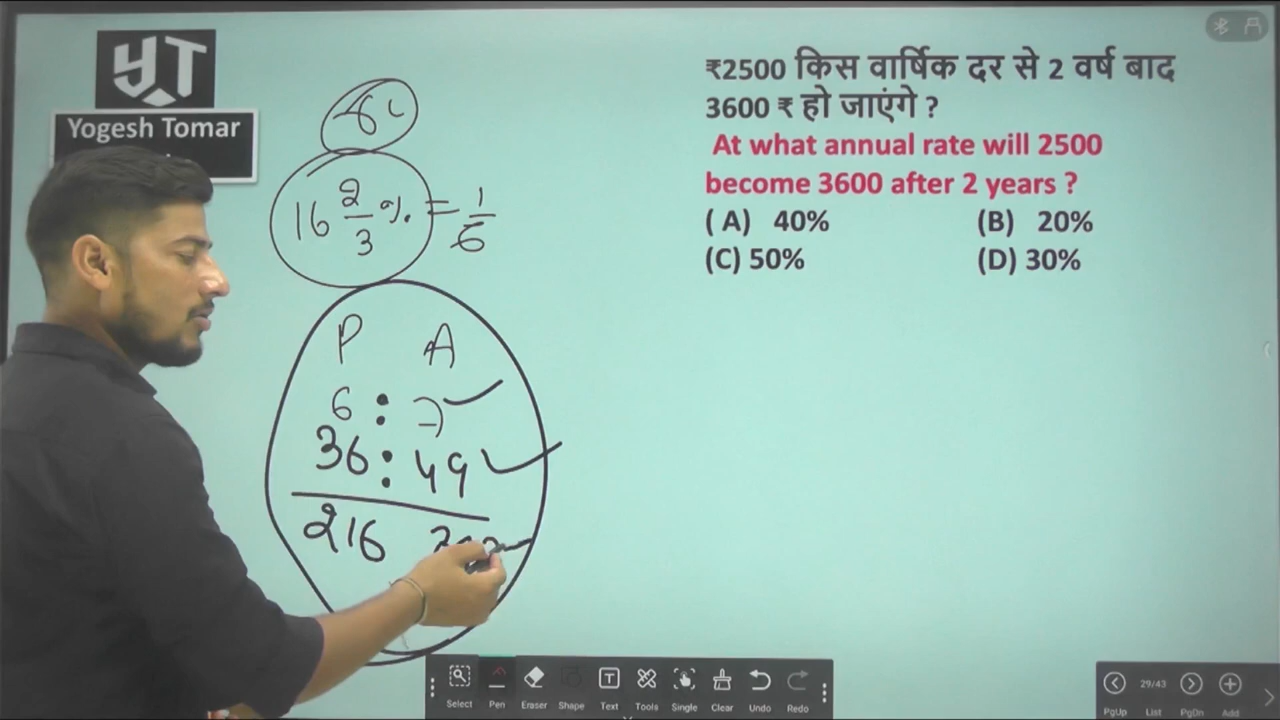 YT
Yogesh Tomar
16 2/3 % = 1/6
P A
6 : 7
36 : 49
216
₹2500 किस वार्षिक दर से 2 वर्ष बाद
3600 ₹ हो जाएंगे ?
At what annual rate will 2500
become 3600 after 2 years ?
( A) 40% (B) 20%
(C) 50% (D) 30%
Select Pen Eraser Shape Text Tools Single Clear Undo Redo
29/43
PgUp List PgDn Add